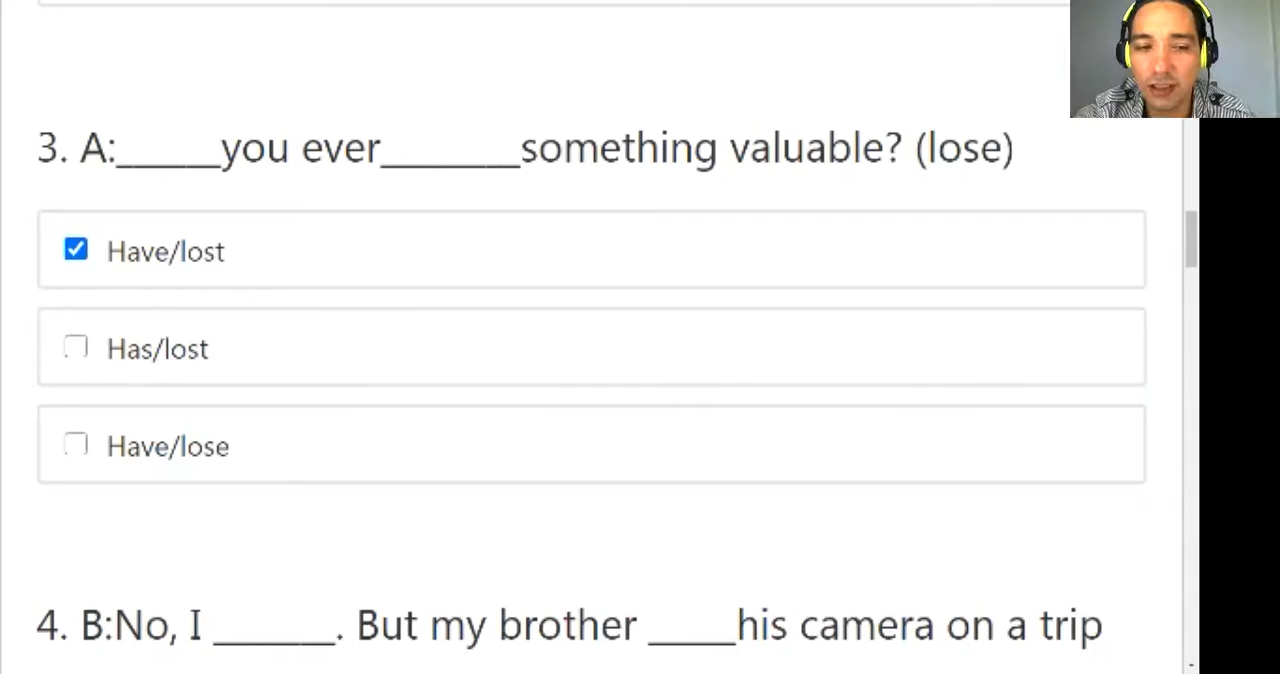 3. A:______you ever________something valuable? (lose)
Have/lost
Has/lost
Have/lose
4. B:No, I _______. But my brother _____his camera on a trip